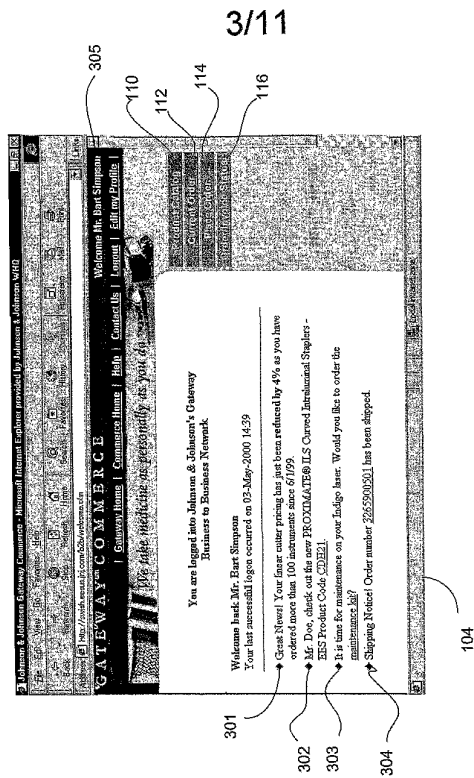 3/11
Johnson & Johnson Gateway Commerce - Microsoft Internet Explorer provided by Johnson & Johnson WHQ
305
GATEWAY COMMERCE
Welcome Mr. Bart Simpson
| Gateway Home | Commerce Home | Help | Contact Us | Logout | Edit my Profile |
We take medicine as personally as you do
110
112
114
116
You are logged into Johnson & Johnson's Gateway
Business to Business Network
Welcome back Mr. Bart Simpson
Your last successful logon occurred on 03-May-2000 14:39
301
Great News! Your linear cutter pricing has just been reduced by 4% as you have
ordered more than 100 instruments since 6/1/99.
302
Mr. Doe, check out the new PROXIMATE® ILS Curved Intraluminal Staplers -
EES Product Code CDH21.
303
It is time for maintenance on your Indigo laser. Would you like to order the
maintenance kit?
304
Shipping Notice! Order number 3265900501 has been shipped.
104